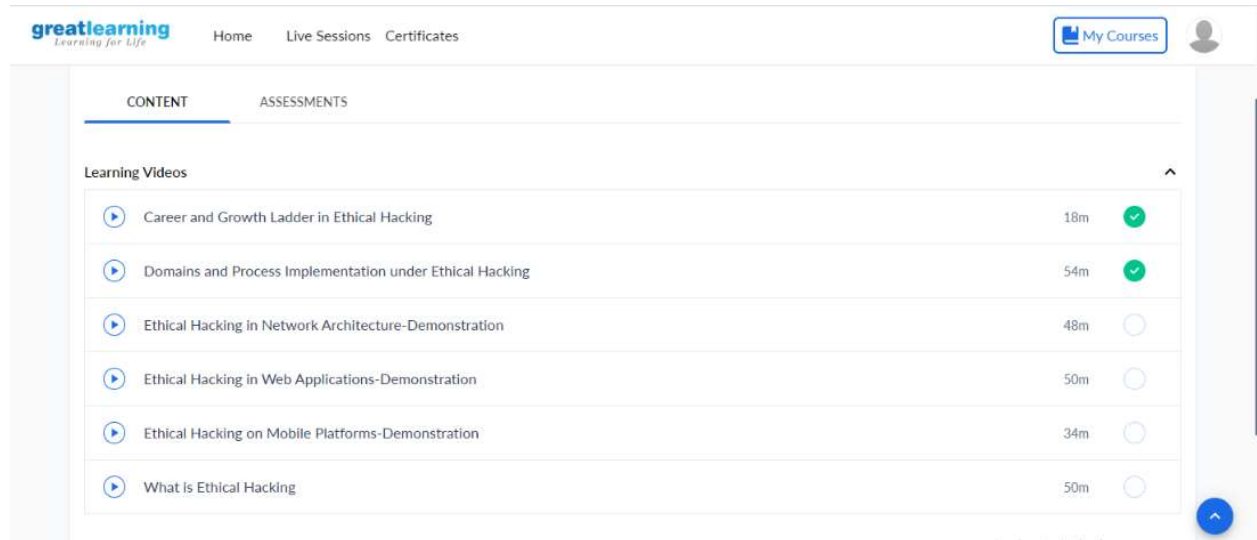 greatlearning
Learning for Life
Home Live Sessions Certificates
My Courses
CONTENT ASSESSMENTS
Learning Videos
Career and Growth Ladder in Ethical Hacking 18m
Domains and Process Implementation under Ethical Hacking 54m
Ethical Hacking in Network Architecture-Demonstration 48m
Ethical Hacking in Web Applications-Demonstration 50m
Ethical Hacking on Mobile Platforms-Demonstration 34m
What is Ethical Hacking 50m